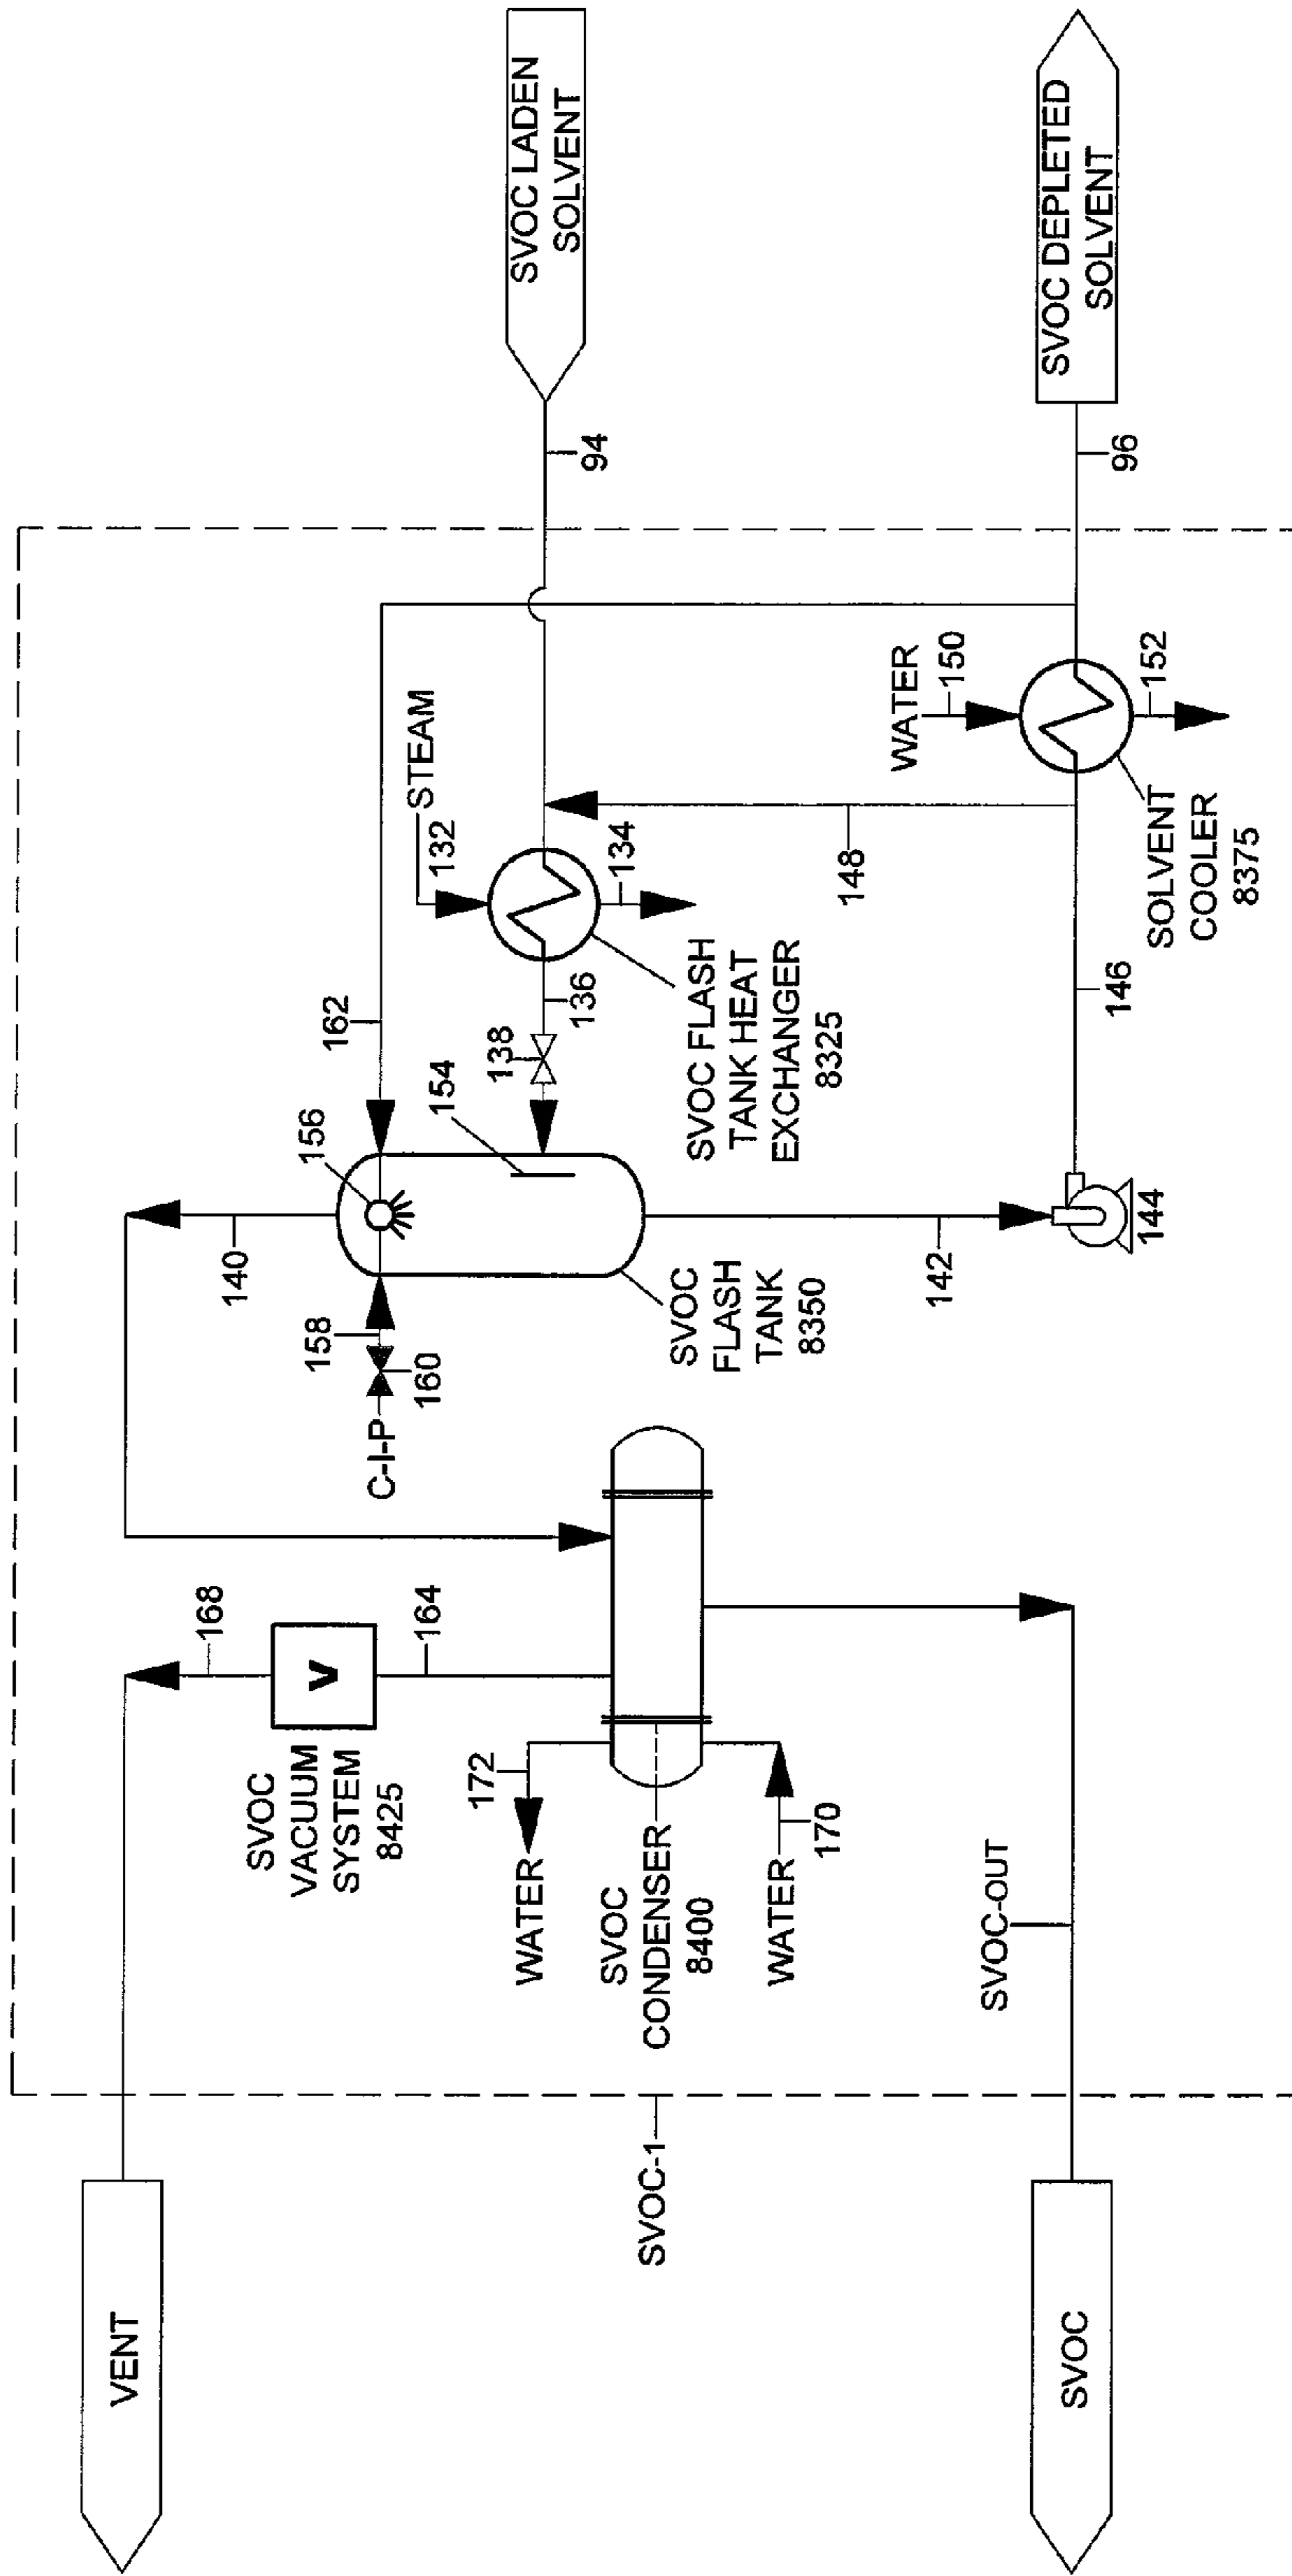 VENT
SVOC
SVOC-1
168
SVOC
VACUUM
SYSTEM
8425
164
172
WATER
SVOC
CONDENSER
8400
WATER
170
SVOC-OUT
140
C-I-P
158
160
156
162
154
138
136
SVOC
FLASH
TANK
8350
142
144
STEAM
132
134
SVOC FLASH
TANK HEAT
EXCHANGER
8325
148
146
WATER
150
152
SOLVENT
COOLER
8375
94
96
SVOC LADEN
SOLVENT
SVOC DEPLETED
SOLVENT
V